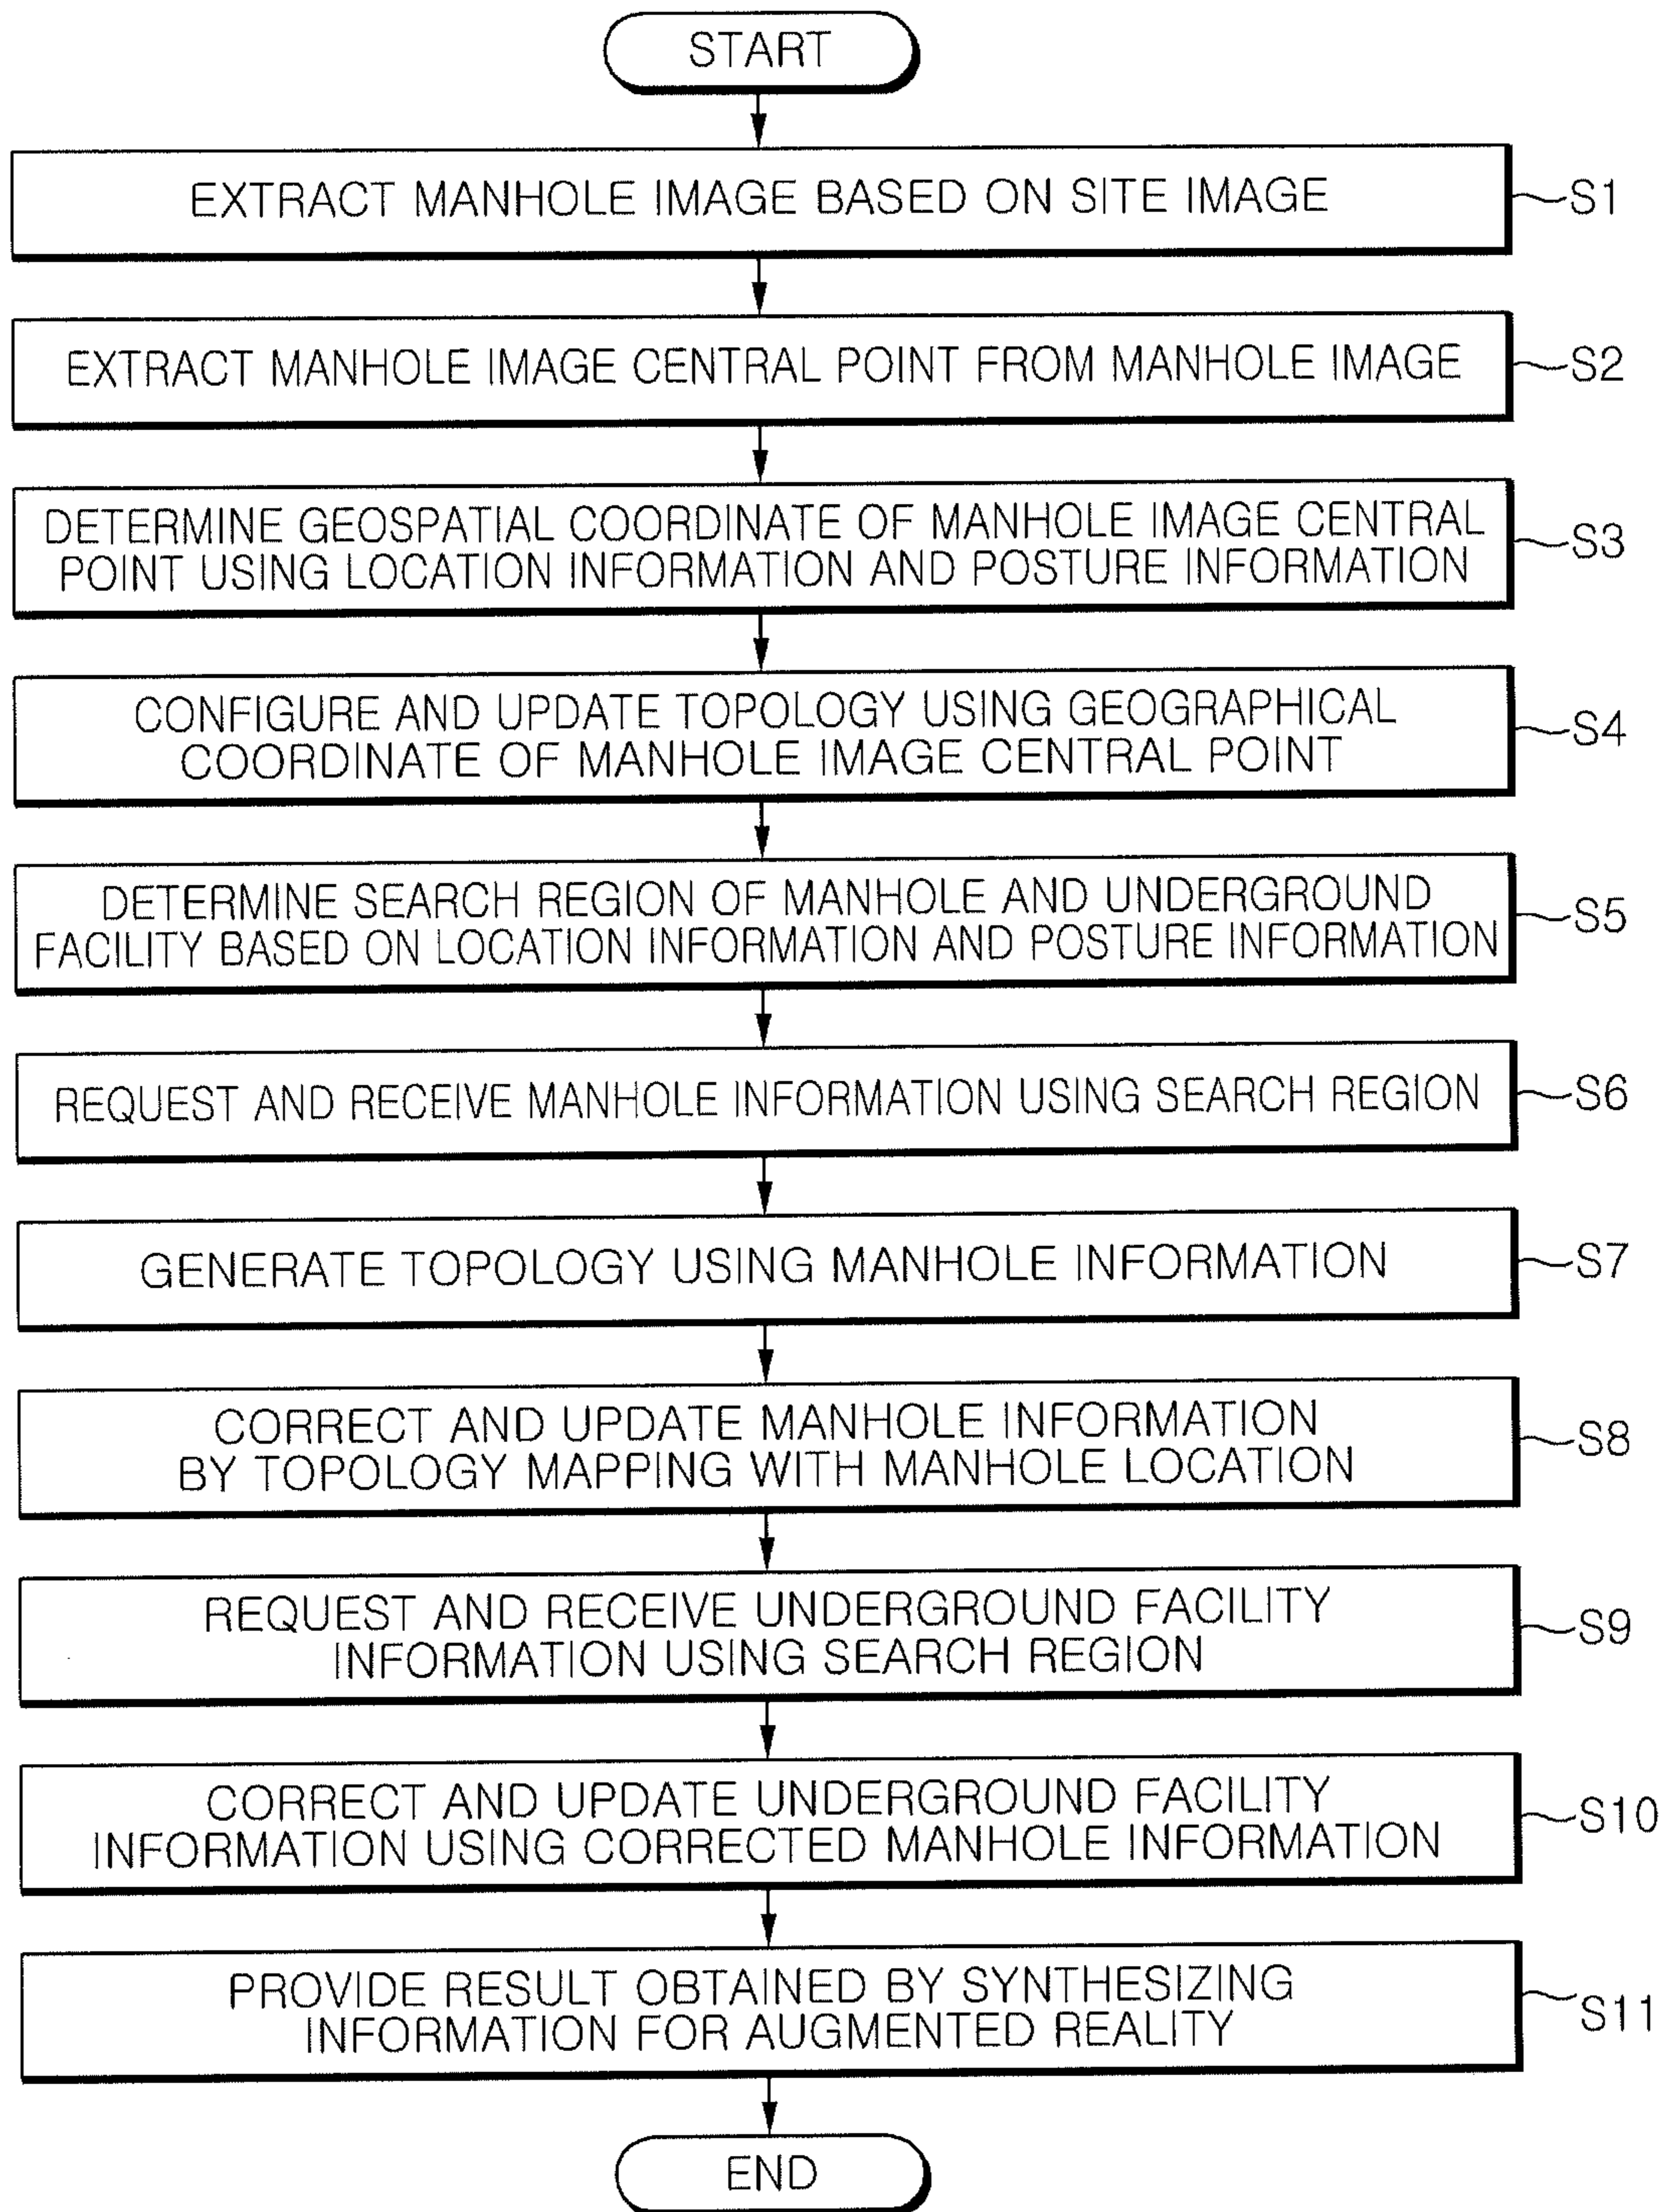 START
EXTRACT MANHOLE IMAGE BASED ON SITE IMAGE
S1
EXTRACT MANHOLE IMAGE CENTRAL POINT FROM MANHOLE IMAGE
S2
DETERMINE GEOSPATIAL COORDINATE OF MANHOLE IMAGE CENTRAL
POINT USING LOCATION INFORMATION AND POSTURE INFORMATION
S3
CONFIGURE AND UPDATE TOPOLOGY USING GEOGRAPHICAL
COORDINATE OF MANHOLE IMAGE CENTRAL POINT
S4
DETERMINE SEARCH REGION OF MANHOLE AND UNDERGROUND
FACILITY BASED ON LOCATION INFORMATION AND POSTURE INFORMATION
S5
REQUEST AND RECEIVE MANHOLE INFORMATION USING SEARCH REGION
S6
GENERATE TOPOLOGY USING MANHOLE INFORMATION
S7
CORRECT AND UPDATE MANHOLE INFORMATION
BY TOPOLOGY MAPPING WITH MANHOLE LOCATION
S8
REQUEST AND RECEIVE UNDERGROUND FACILITY
INFORMATION USING SEARCH REGION
S9
CORRECT AND UPDATE UNDERGROUND FACILITY
INFORMATION USING CORRECTED MANHOLE INFORMATION
S10
PROVIDE RESULT OBTAINED BY SYNTHESIZING
INFORMATION FOR AUGMENTED REALITY
S11
END